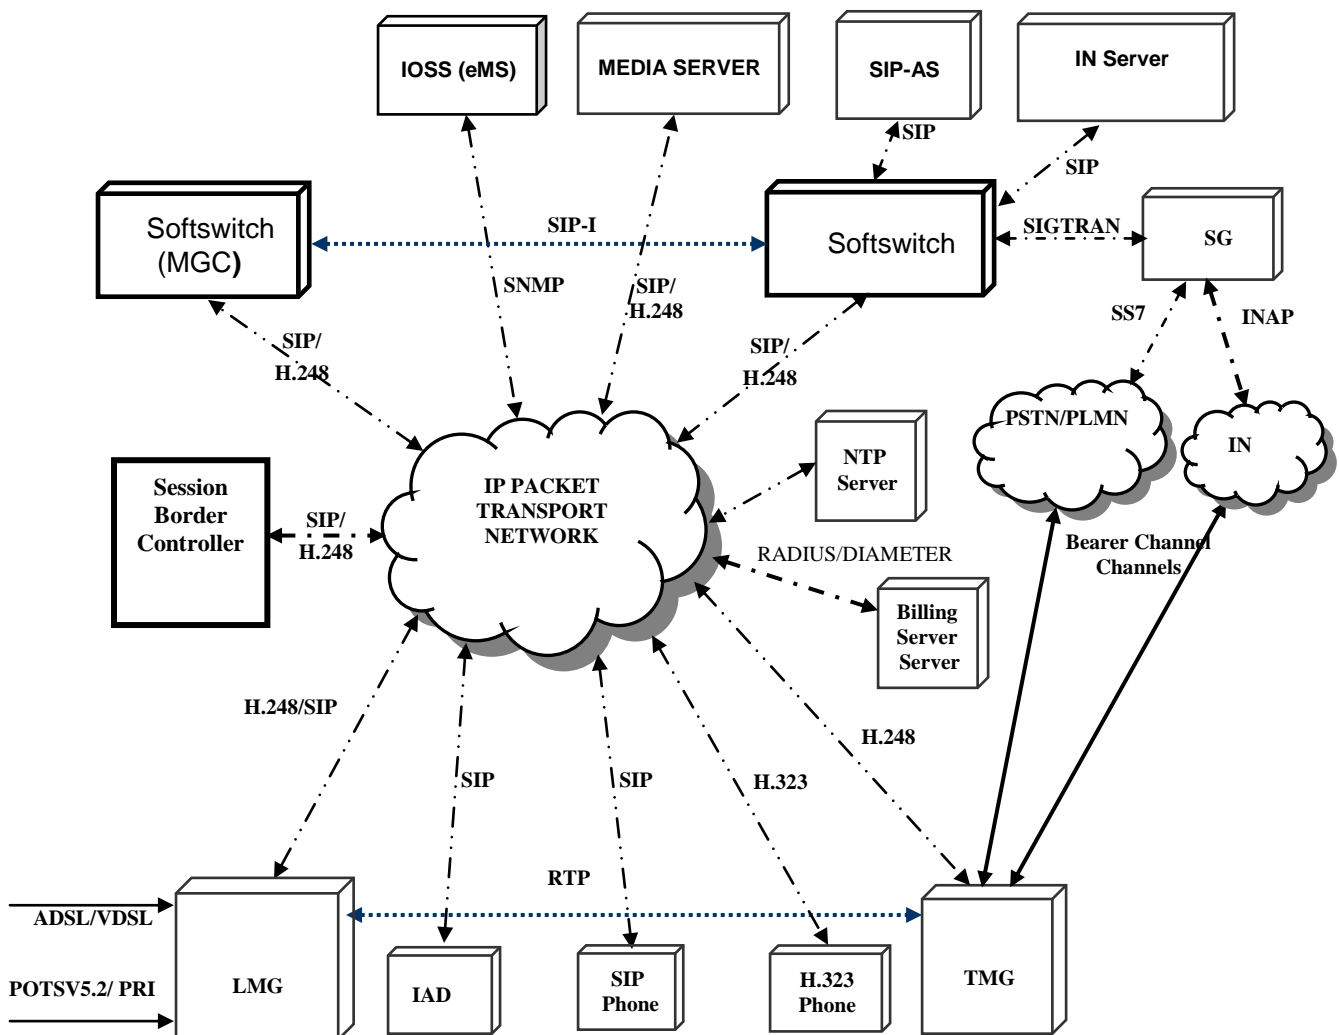 IOSS (eMS)
MEDIA SERVER
SIP-AS
IN Server
SIP
SIP
Softswitch
(MGC)
SIP-I
Softswitch
SIGTRAN
SG
SNMP
SIP/
H.248
SS7
INAP
SIP/
H.248
SIP/
H.248
PSTN/PLMN
IN
Session
Border
Controller
SIP/
H.248
IP PACKET
TRANSPORT
NETWORK
NTP
Server
RADIUS/DIAMETER
Bearer Channel
Channels
Billing
Server
Server
H.248/SIP
SIP
SIP
H.323
H.248
RTP
ADSL/VDSL
POTSV5.2/ PRI
LMG
IAD
SIP
Phone
H.323
Phone
TMG